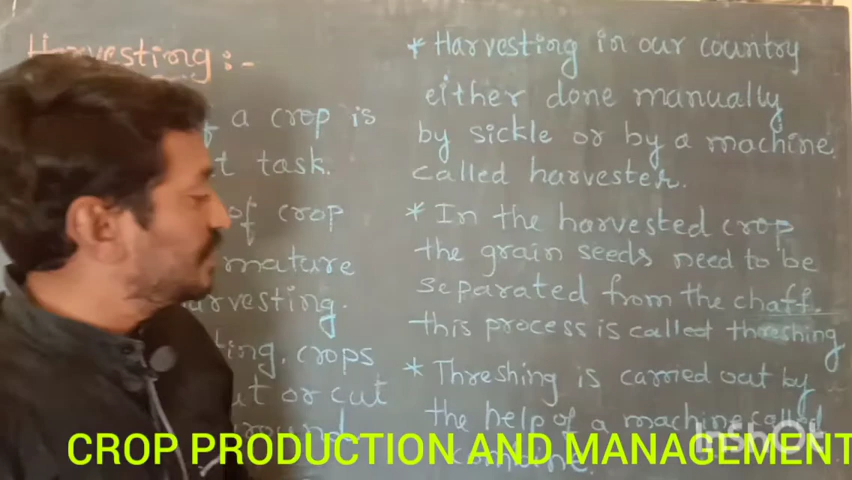 Harvesting :-
a crop is
task.
of crop
mature
arvesting.
ting, crops
out or cut
* Harvesting in our country
either done manually
by sickle or by a machine
called harvester.
* In the harvested crop
the grain seeds need to be
separated from the chaff
this process is called threshing
* Threshing is carried out by
the help of a machine called
combine.
CROP PRODUCTION AND MANAGEMENT
InShOt